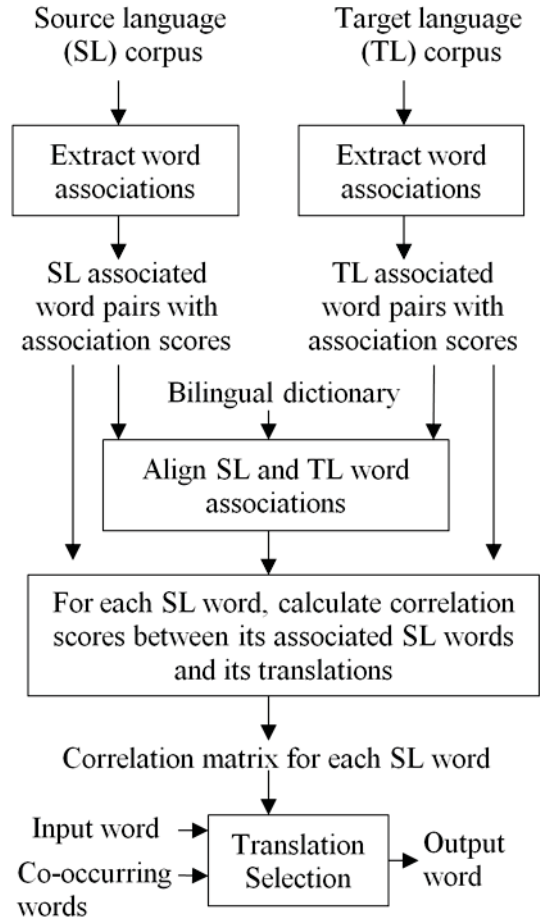 Source language
(SL) corpus
Target language
(TL) corpus
Extract word
associations
Extract word
associations
SL associated
word pairs with
association scores
TL associated
word pairs with
association scores
Bilingual dictionary
Align SL and TL word
associations
For each SL word, calculate correlation
scores between its associated SL words
and its translations
Correlation matrix for each SL word
Input word
Co-occurring
words
Translation
Selection
Output
word